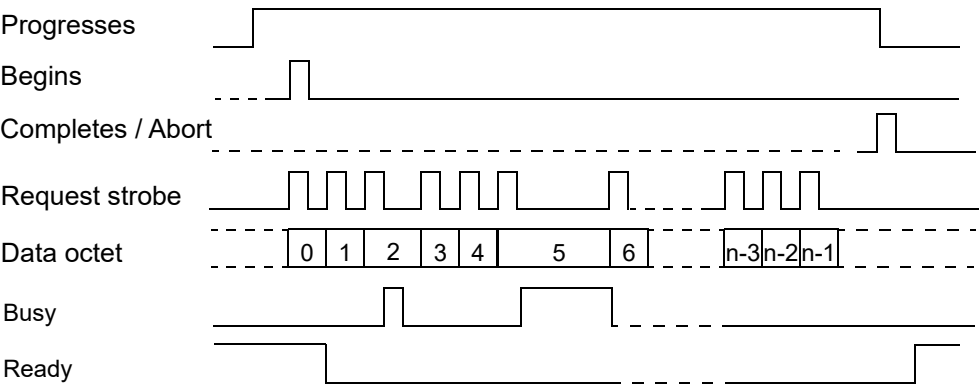 Progresses
Begins
Completes / Abort
Request strobe
Data octet 0 1 2 3 4 5 6 n-3 n-2 n-1
Busy
Ready